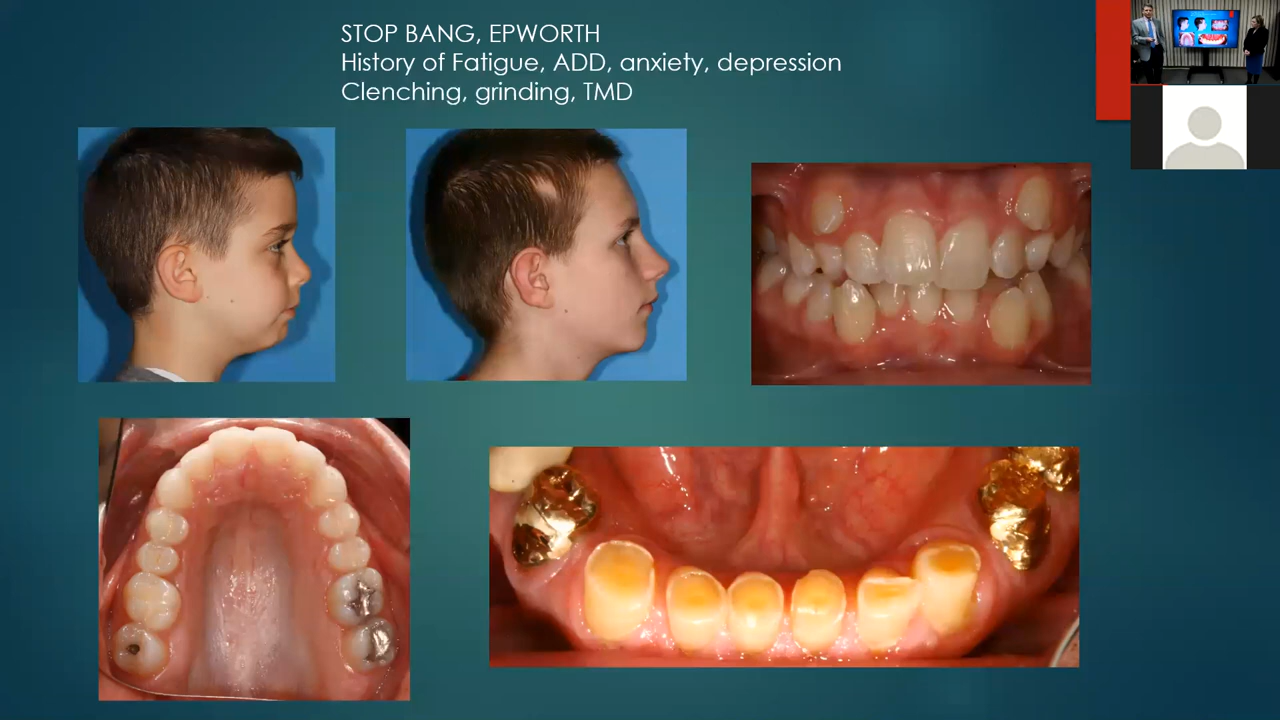 STOP BANG, EPWORTH
History of Fatigue, ADD, anxiety, depression
Clenching, grinding, TMD